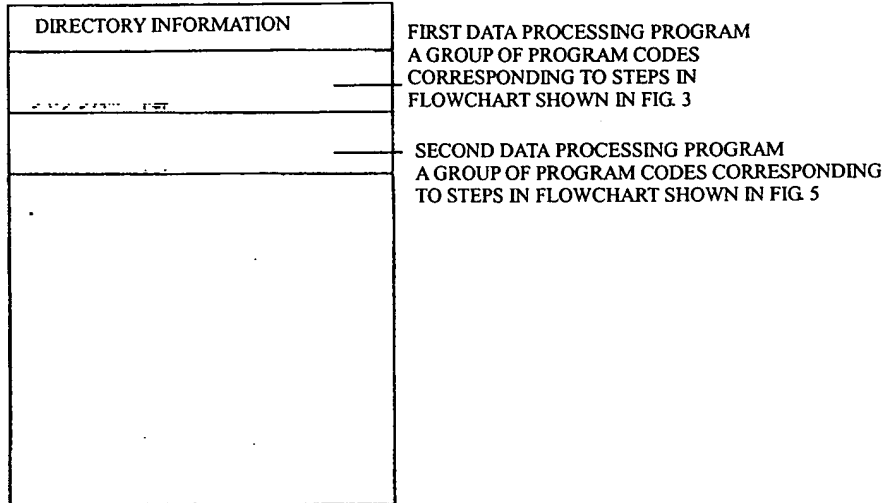 DIRECTORY INFORMATION
FIRST DATA PROCESSING PROGRAM
A GROUP OF PROGRAM CODES
CORRESPONDING TO STEPS IN
FLOWCHART SHOWN IN FIG. 3
SECOND DATA PROCESSING PROGRAM
A GROUP OF PROGRAM CODES CORRESPONDING
TO STEPS IN FLOWCHART SHOWN IN FIG. 5